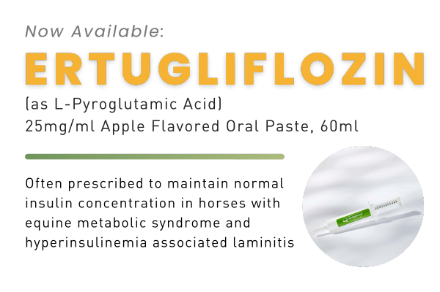 Now Available:
ERTUGLIFLOZIN
(as L-Pyroglutamic Acid)
25mg/ml Apple Flavored Oral Paste, 60ml
Often prescribed to maintain normal
insulin concentration in horses with
equine metabolic syndrome and
hyperinsulinemia associated laminitis